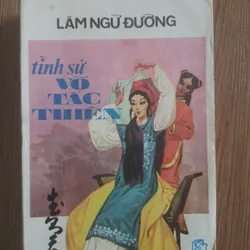 LÂM NGỮ ĐƯỜNG
tình sử
VÕ
TẮC
THIÊN